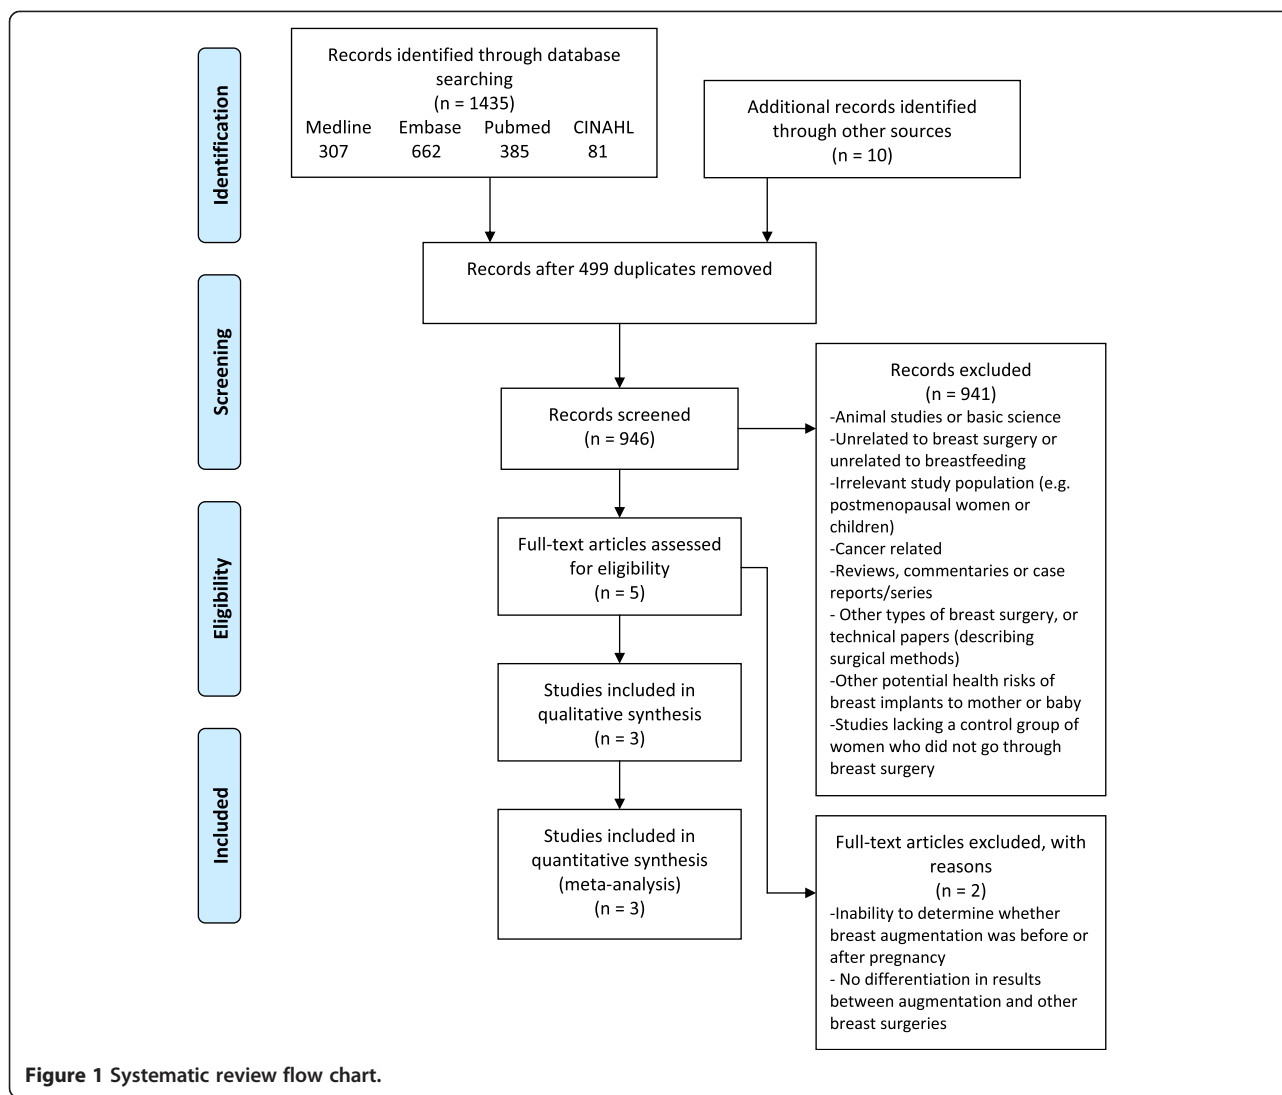 Identification
Records identified through database
searching
(n = 1435)
Medline Embase Pubmed CINAHL
307 662 385 81
Additional records identified
through other sources
(n = 10)
Records after 499 duplicates removed
Screening
Records screened
(n = 946)
Records excluded
(n = 941)
-Animal studies or basic science
-Unrelated to breast surgery or
unrelated to breastfeeding
-Irrelevant study population (e.g.
postmenopausal women or
children)
-Cancer related
-Reviews, commentaries or case
reports/series
- Other types of breast surgery, or
technical papers (describing
surgical methods)
-Other potential health risks of
breast implants to mother or baby
-Studies lacking a control group of
women who did not go through
breast surgery
Eligibility
Full-text articles assessed
for eligibility
(n = 5)
Studies included in
qualitative synthesis
(n = 3)
Included
Studies included in
quantitative synthesis
(meta-analysis)
(n = 3)
Full-text articles excluded, with
reasons
(n = 2)
-Inability to determine whether
breast augmentation was before or
after pregnancy
- No differentiation in results
between augmentation and other
breast surgeries
Figure 1 Systematic review flow chart.